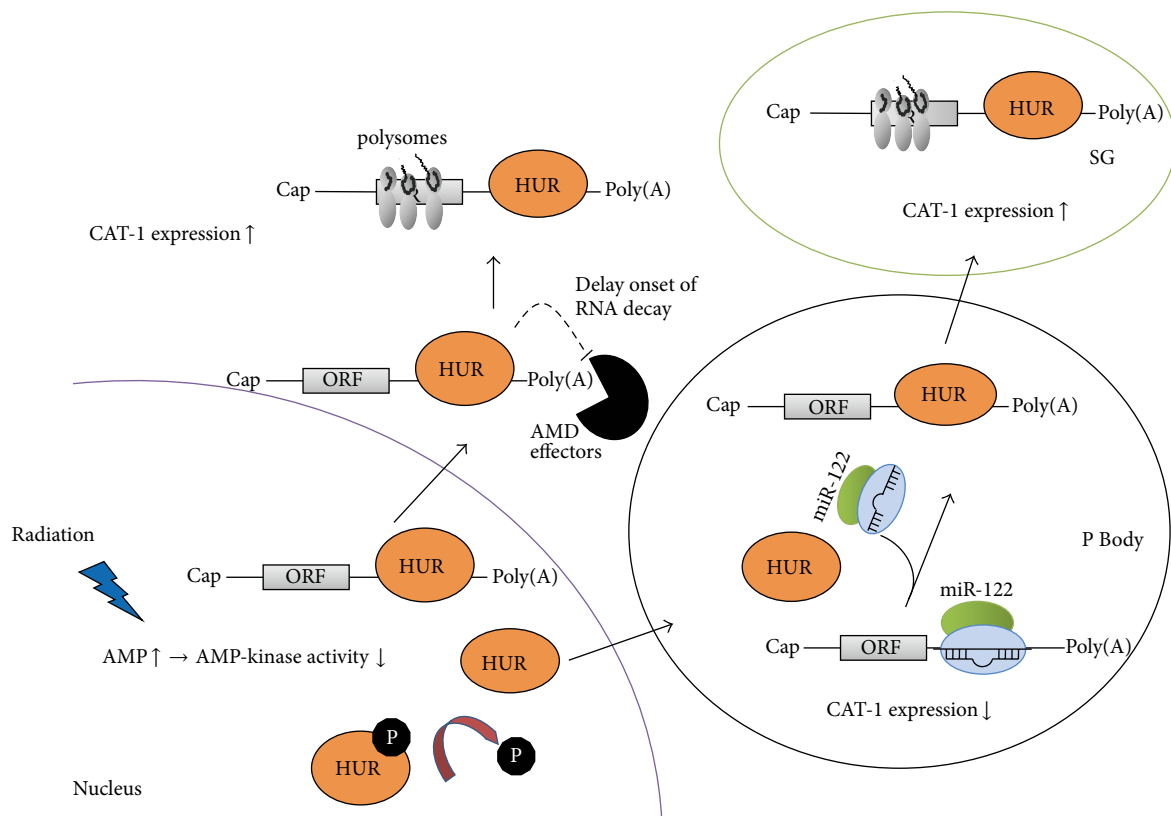 polysomes
Cap
HUR
Poly(A)
CAT-1 expression ↑
Delay onset of
RNA decay
Cap
ORF
HUR
Poly(A)
AMD
effectors
Radiation
Cap
ORF
HUR
Poly(A)
AMP ↑ → AMP-kinase activity ↓
HUR
HUR
P
P
Nucleus
Cap
HUR
Poly(A)
SG
CAT-1 expression ↑
Cap
ORF
HUR
Poly(A)
miR-122
HUR
P Body
miR-122
Cap
ORF
Poly(A)
CAT-1 expression ↓